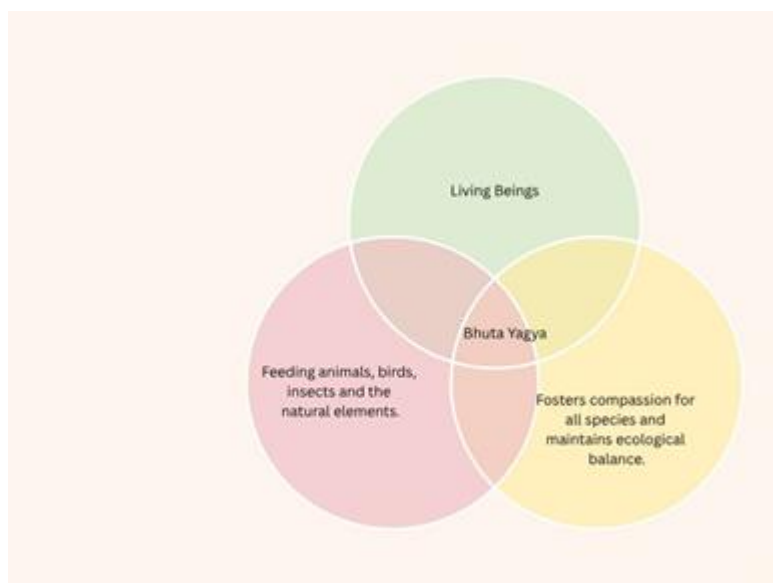 Living Beings
Bhuta Yagya
Feeding animals, birds,
insects and the
natural elements.
Fosters compassion for
all species and
maintains ecological
balance.